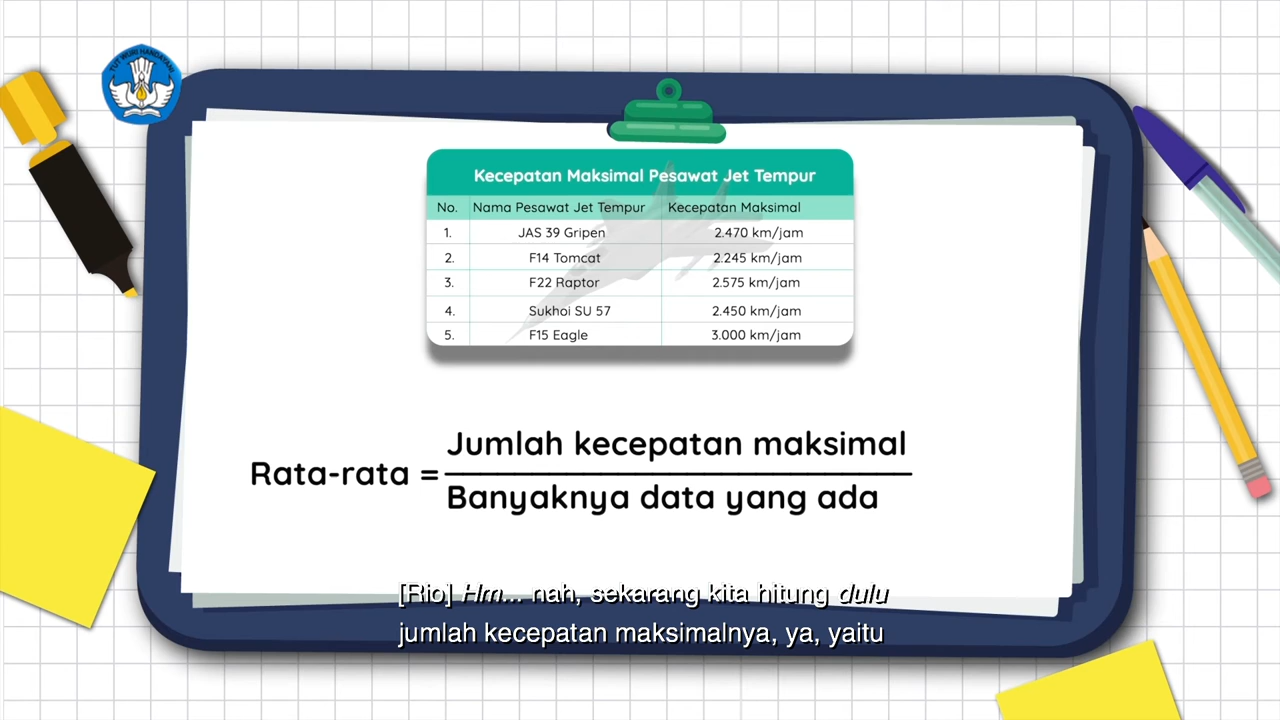 TUT WURI HANDAYANI
Kecepatan Maksimal Pesawat Jet Tempur
No. Nama Pesawat Jet Tempur Kecepatan Maksimal
1. JAS 39 Gripen 2.470 km/jam
2. F14 Tomcat 2.245 km/jam
3. F22 Raptor 2.575 km/jam
4. Sukhoi SU 57 2.450 km/jam
5. F15 Eagle 3.000 km/jam
Rata-rata = Jumlah kecepatan maksimal
Banyaknya data yang ada
[Rio] Hm... nah, sekarang kita hitung dulu
jumlah kecepatan maksimalnya, ya, yaitu